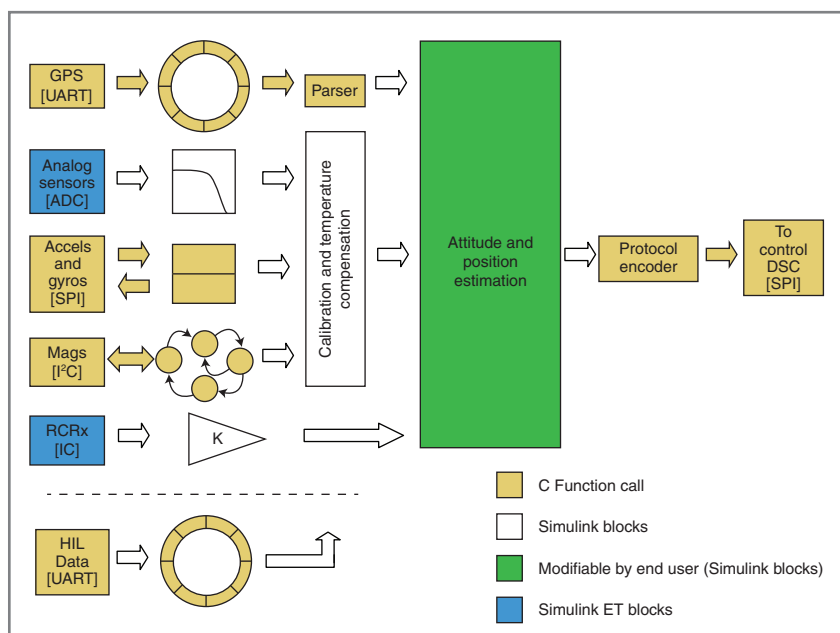 GPS
[UART]
Parser
Analog
sensors
[ADC]
Accels
and
gyros
[SPI]
Mags
[I²C]
RCRx
[IC]
K
Calibration and temperature
compensation
Attitude and
position
estimation
Protocol
encoder
To
control
DSC
[SPI]
HIL
Data
[UART]
C Function call
Simulink blocks
Modifiable by end user (Simulink blocks)
Simulink ET blocks